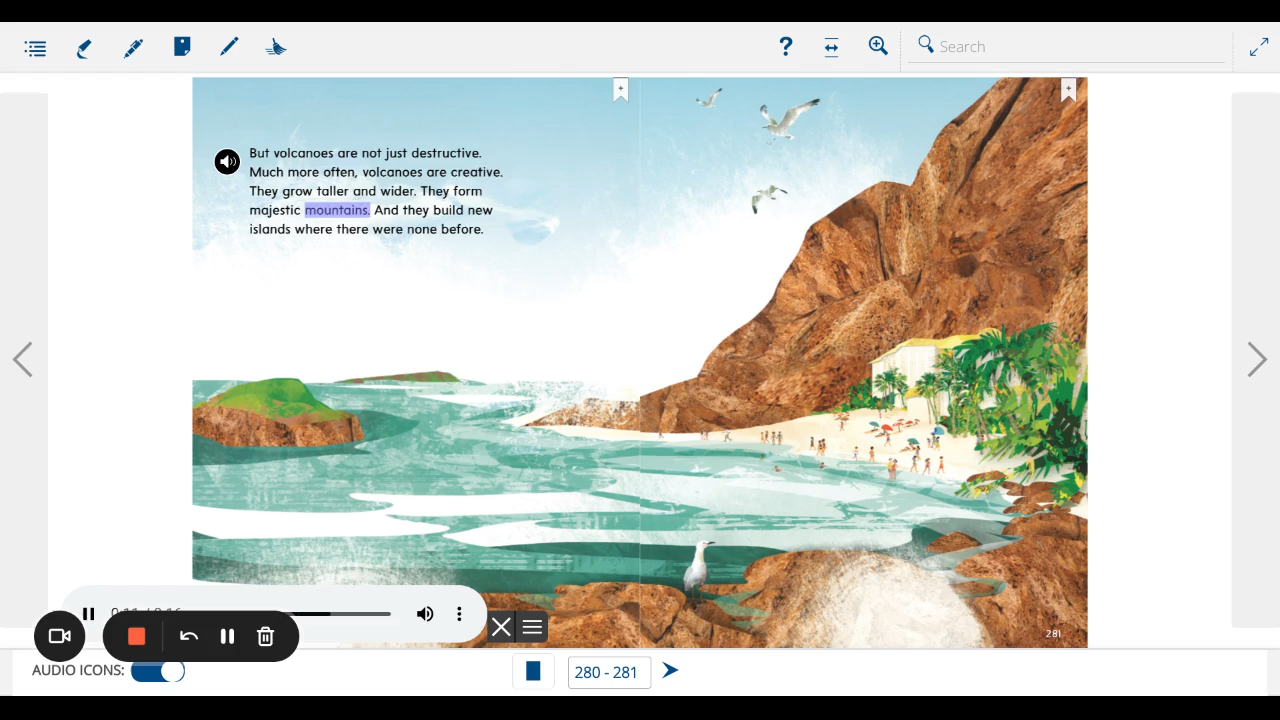 Search
But volcanoes are not just destructive.
Much more often, volcanoes are creative.
They grow taller and wider. They form
majestic mountains. And they build new
islands where there were none before.
281
AUDIO ICONS:
280 - 281